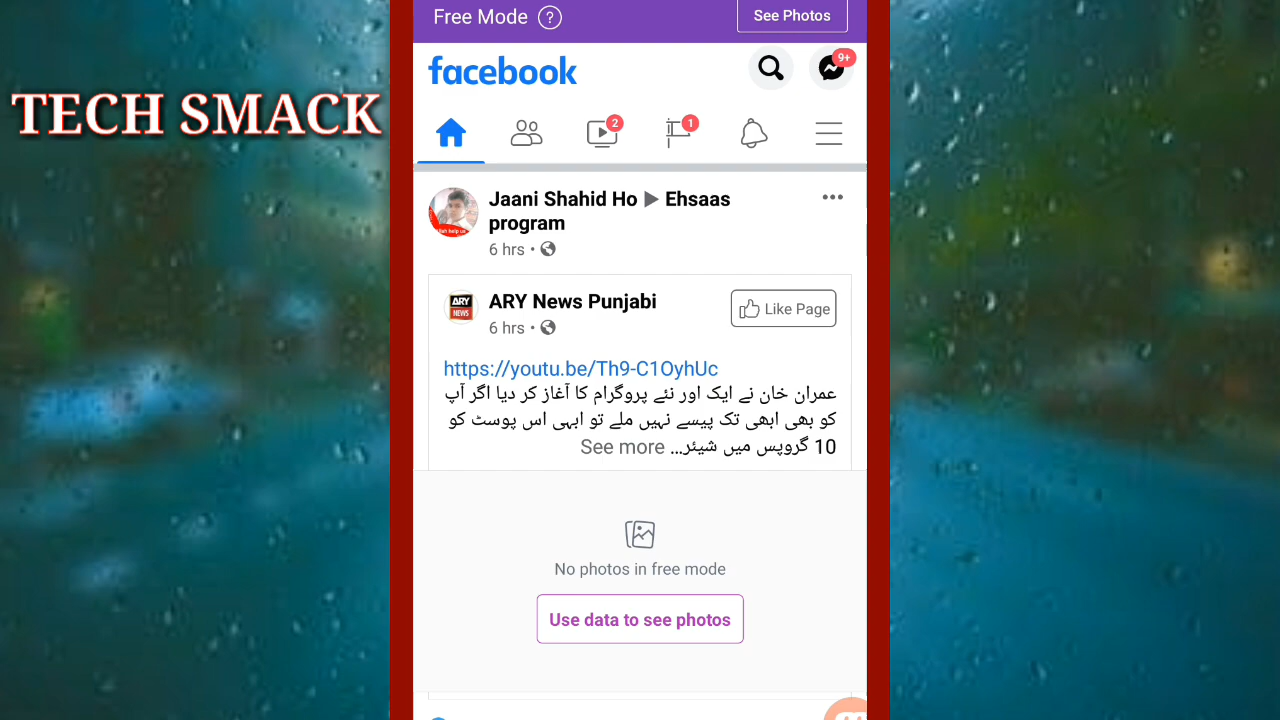 Free Mode ?
See Photos
TECH SMACK
facebook
9+
2
1
Jaani Shahid Ho ▶ Ehsaas
program
6 hrs •
ARY News Punjabi
ARY
NEWS
Like Page
6 hrs •
https://youtu.be/Th9-C1OyhUc
عمران خان نے ایک اور نئے پروگرام کا آغاز کر دیا اگر آپ
کو بھی ابھی تک پیسے نہیں ملے تو ابہی اس پوسٹ کو
10 گروپس میں شیئر... See more
No photos in free mode
Use data to see photos